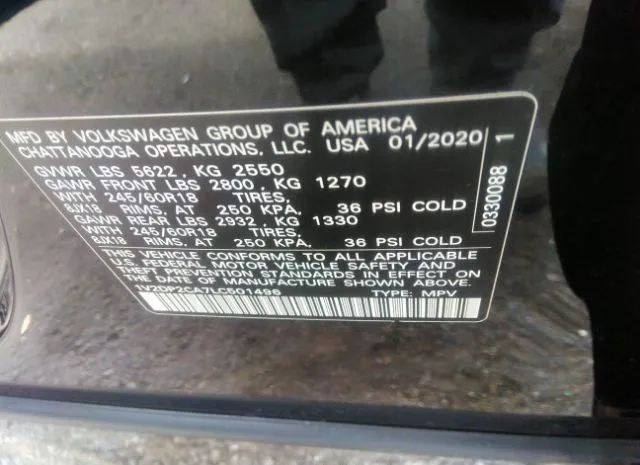 MFD BY VOLKSWAGEN GROUP OF AMERICA
CHATTANOOGA OPERATIONS, LLC. USA 01/2020
GVWR LBS 5622 , KG 2550
GAWR FRONT LBS 2800 , KG 1270
WITH 245/60R18 TIRES,
8JX18 RIMS, AT 250 KPA, 36 PSI COLD
GAWR REAR LBS 2932, KG 1330
WITH 245/60R18 TIRES,
8JX18 RIMS, AT 250 KPA, 36 PSI COLD
THIS VEHICLE CONFORMS TO ALL APPLICABLE
U.S FEDERAL MOTOR VEHICLE SAFETY AND
THEFT PREVENTION STANDARDS IN EFFECT ON
THE DATE OF MANUFACTURE SHOWN ABOVE.
1V2DP2CA7LC501496 TYPE: MPV
0330088 1